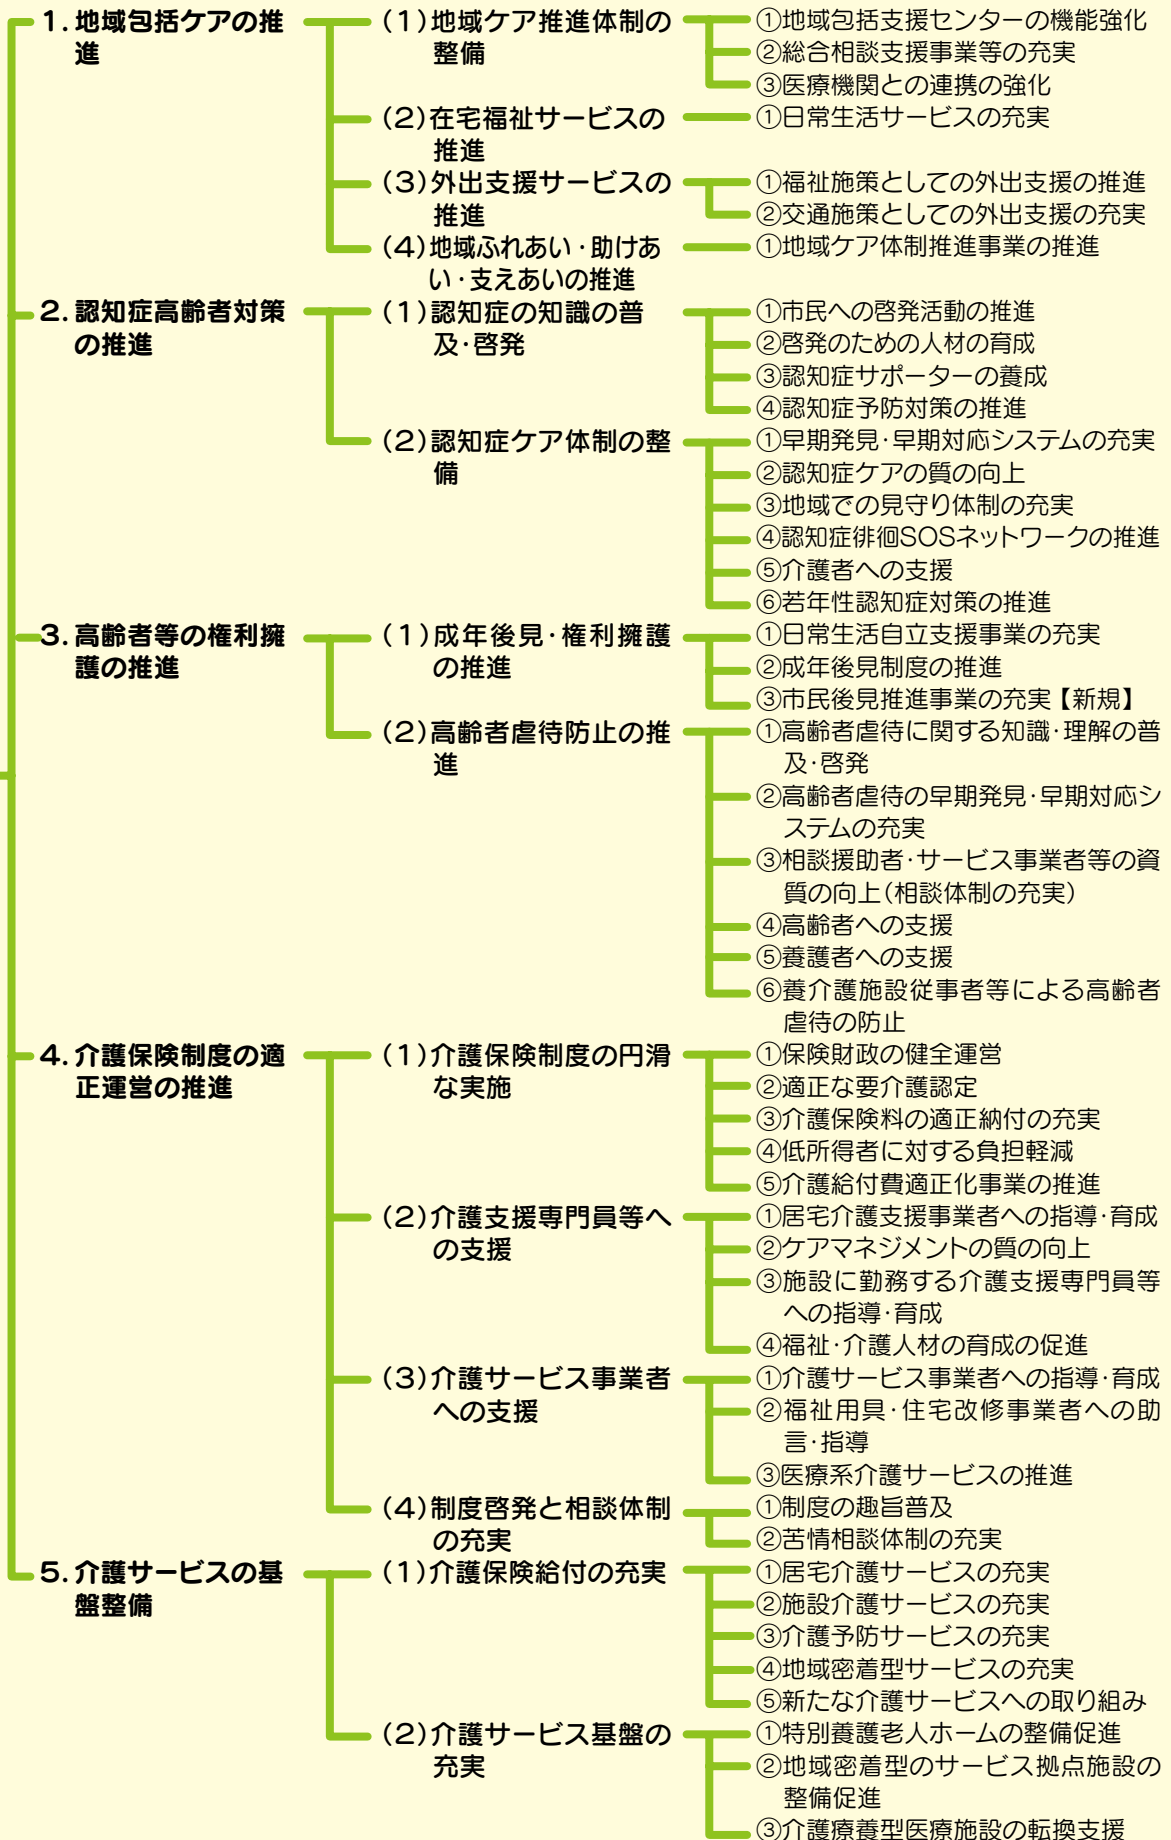 1. 地域包括ケアの推
進
(1)地域ケア推進体制の
整備
①地域包括支援センターの機能強化
②総合相談支援事業等の充実
③医療機関との連携の強化
(2)在宅福祉サービスの
推進
①日常生活サービスの充実
(3)外出支援サービスの
推進
①福祉施策としての外出支援の推進
②交通施策としての外出支援の充実
(4)地域ふれあい・助けあ
い・支えあいの推進
①地域ケア体制推進事業の推進
2. 認知症高齢者対策
の推進
(1)認知症の知識の普
及・啓発
①市民への啓発活動の推進
②啓発のための人材の育成
③認知症サポーターの養成
④認知症予防対策の推進
(2)認知症ケア体制の整
備
①早期発見・早期対応システムの充実
②認知症ケアの質の向上
③地域での見守り体制の充実
④認知症徘徊SOSネットワークの推進
⑤介護者への支援
⑥若年性認知症対策の推進
3. 高齢者等の権利擁
護の推進
(1)成年後見・権利擁護
の推進
①日常生活自立支援事業の充実
②成年後見制度の推進
③市民後見推進事業の充実【新規】
(2)高齢者虐待防止の推
進
①高齢者虐待に関する知識・理解の普
及・啓発
②高齢者虐待の早期発見・早期対応シ
ステムの充実
③相談援助者・サービス事業者等の資
質の向上(相談体制の充実)
④高齢者への支援
⑤養護者への支援
⑥養介護施設従事者等による高齢者
虐待の防止
4. 介護保険制度の適
正運営の推進
(1)介護保険制度の円滑
な実施
①保険財政の健全運営
②適正な要介護認定
③介護保険料の適正納付の充実
④低所得者に対する負担軽減
⑤介護給付費適正化事業の推進
(2)介護支援専門員等へ
の支援
①居宅介護支援事業者への指導・育成
②ケアマネジメントの質の向上
③施設に勤務する介護支援専門員等
への指導・育成
④福祉・介護人材の育成の促進
(3)介護サービス事業者
への支援
①介護サービス事業者への指導・育成
②福祉用具・住宅改修事業者への助
言・指導
③医療系介護サービスの推進
(4)制度啓発と相談体制
の充実
①制度の趣旨普及
②苦情相談体制の充実
5. 介護サービスの基
盤整備
(1)介護保険給付の充実
①居宅介護サービスの充実
②施設介護サービスの充実
③介護予防サービスの充実
④地域密着型サービスの充実
⑤新たな介護サービスへの取り組み
(2)介護サービス基盤の
充実
①特別養護老人ホームの整備促進
②地域密着型のサービス拠点施設の
整備促進
③介護療養型医療施設の転換支援